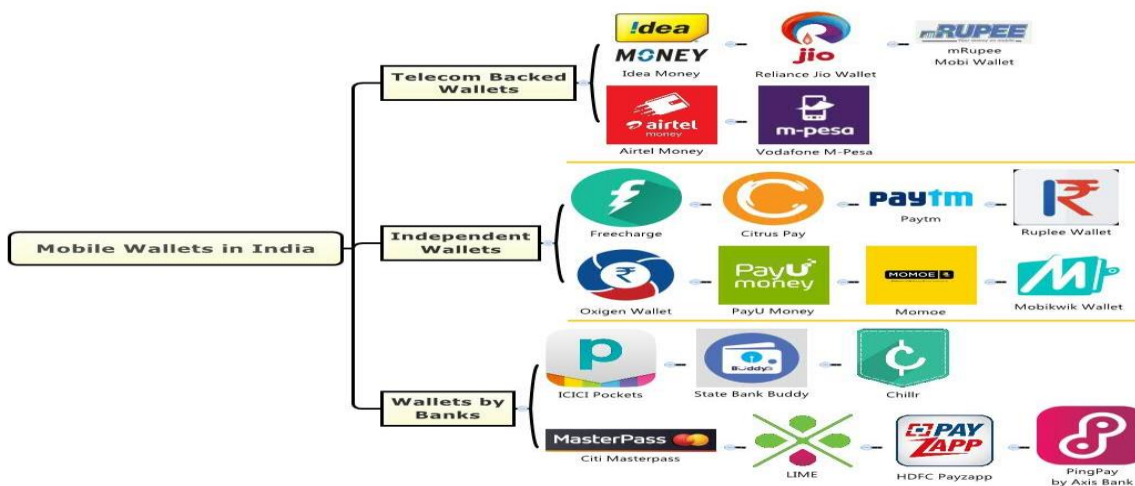 Mobile Wallets in India
Telecom Backed
Wallets
!dea
MONEY
Idea Money
Jio
Reliance Jio Wallet
mRUPEE
mRupee
Mobi Wallet
airtel
money
Airtel Money
m-pesa
Vodafone M-Pesa
Independent
Wallets
Freecharge
Citrus Pay
paytm
Paytm
Ruplee Wallet
₹
Oxigen Wallet
PayU
money
PayU Money
MOMOE
Momoe
Mobikwik Wallet
Wallets by
Banks
p
ICICI Pockets
Buddy
State Bank Buddy
Chillr
MasterPass
Citi Masterpass
LIME
PAY
ZAPP
HDFC Payzapp
PingPay
by Axis Bank